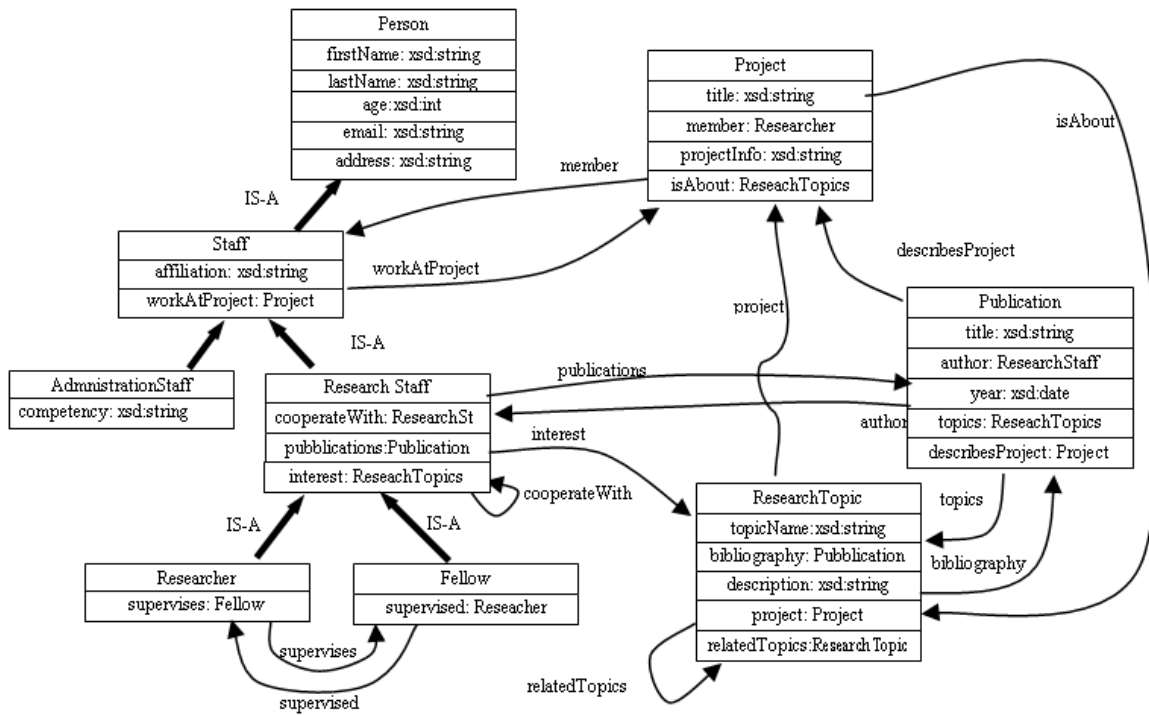 Person
firstName: xsd:string
lastName: xsd:string
age:xsd:int
email: xsd:string
address: xsd:string
Project
title: xsd:string
member: Researcher
projectInfo: xsd:string
isAbout: ReseachTopics
isAbout
member
IS-A
Staff
affiliation: xsd:string
workAtProject: Project
workAtProject
describesProject
project
Publication
title: xsd:string
author: ResearchStaff
year: xsd:date
topics: ReseachTopics
describesProject: Project
IS-A
AdmnistrationStaff
competency: xsd:string
Research Staff
cooperateWith: ResearchSt
pubblications:Publication
interest: ReseachTopics
publications
author
interest
cooperateWith
ResearchTopic
topicName:xsd:string
bibliography: Pubblication
description: xsd:string
project: Project
relatedTopics:ResearchTopic
topics
bibliography
IS-A
IS-A
Researcher
supervises: Fellow
Fellow
supervised: Reseacher
supervises
supervised
relatedTopics